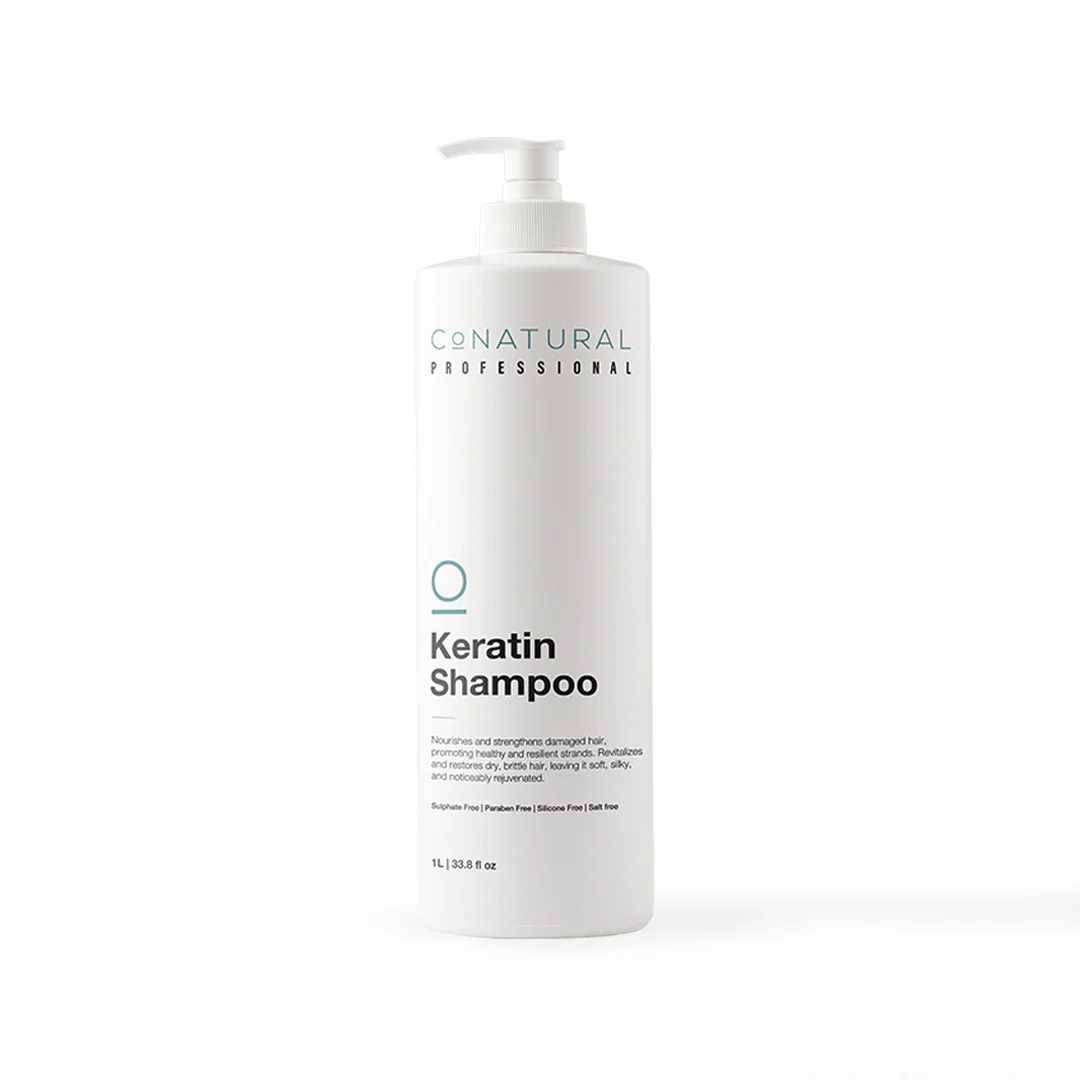 CoNATURAL
PROFESSIONAL
O
Keratin
Shampoo
Nourishes and strengthens damaged hair,
promoting healthy and resilient strands. Revitalizes
and restores dry, brittle hair, leaving it soft, silky,
and noticeably rejuvenated.
Sulphate Free | Paraben Free | Silicone Free | Salt free
1 L | 33.8 fl oz